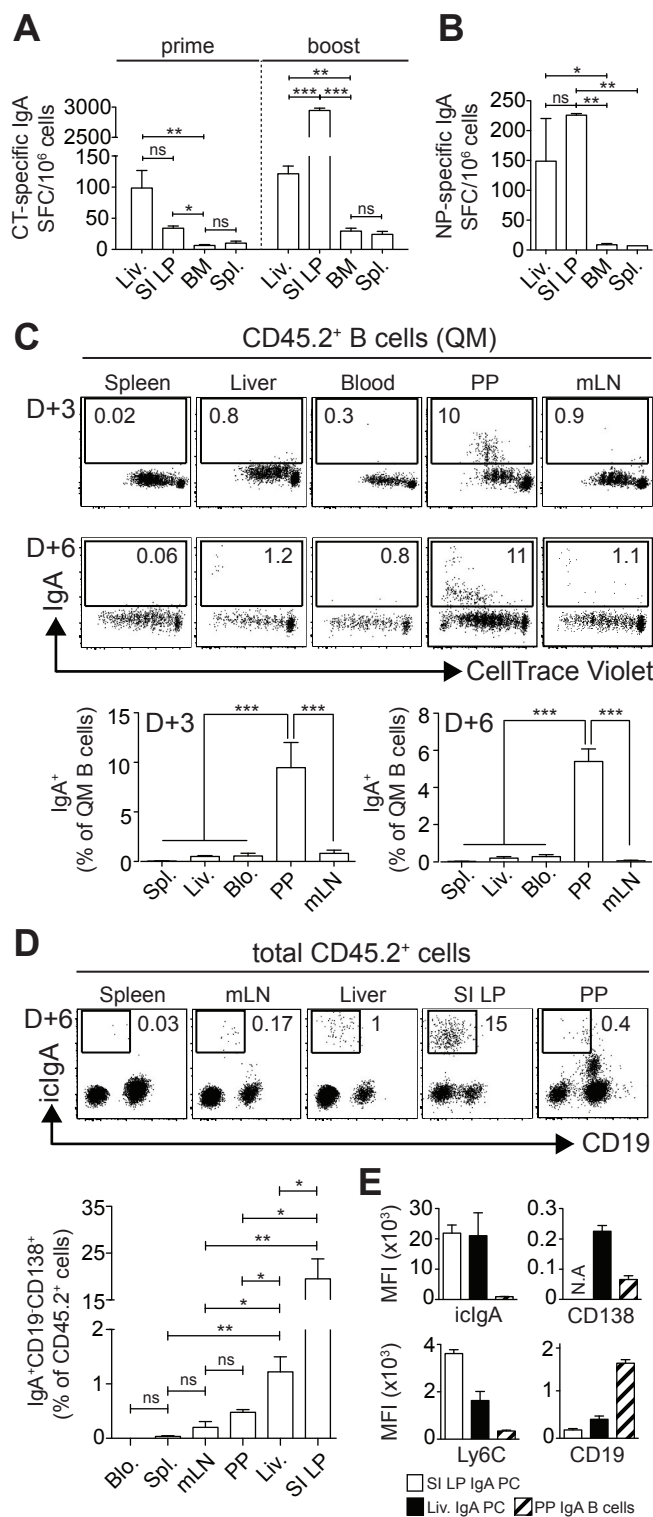 A
prime
boost
CT-specific IgA
SFC/10⁶ cells
3000
2000
150
100
50
0
**
ns
*
ns
**
***
***
ns
Liv.
SI LP
BM
Spl.
Liv.
SI LP
BM
Spl.
B
NP-specific IgA
SFC/10⁶ cells
250
200
150
100
50
0
*
**
ns
**
Liv.
SI LP
BM
Spl.
C
CD45.2⁺ B cells (QM)
Spleen
Liver
Blood
PP
mLN
D+3
0.02
0.8
0.3
10
0.9
D+6
0.06
1.2
0.8
11
1.1
IgA
CellTrace Violet
IgA⁺
(% of QM B cells)
15
10
5
0
D+3
***
***
Spl.
Liv.
Blo.
PP
mLN
IgA⁺
(% of QM B cells)
8
6
4
2
0
D+6
***
***
Spl.
Liv.
Blo.
PP
mLN
D
total CD45.2⁺ cells
Spleen
mLN
Liver
SI LP
PP
D+6
0.03
0.17
1
15
0.4
icIgA
CD19
IgA⁺CD19⁻CD138⁺
(% of CD45.2⁺ cells)
35
25
15
2
1
0
*
*
**
*
*
**
ns
ns
ns
Blo.
Spl.
mLN
PP
Liv.
SI LP
E
MFI (x10³)
30
20
10
0
icIgA
0.3
0.2
0.1
0
N.A
CD138
MFI (x10³)
4
2
0
Ly6C
2
1
0
CD19
SI LP IgA PC
Liv. IgA PC
PP IgA B cells